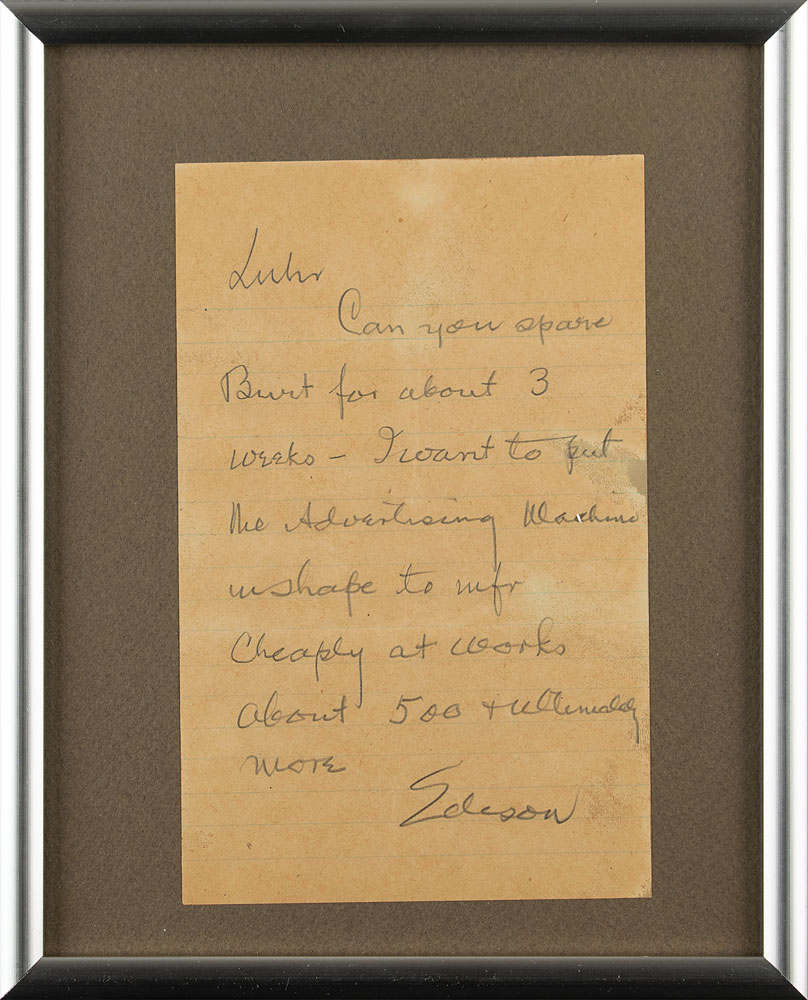 Luhr
Can you spare
Burt for about 3
weeks - I want to put
the Advertising Machine
in shape to mfr
Cheaply at works
about 500 + ultimately
more
Edison